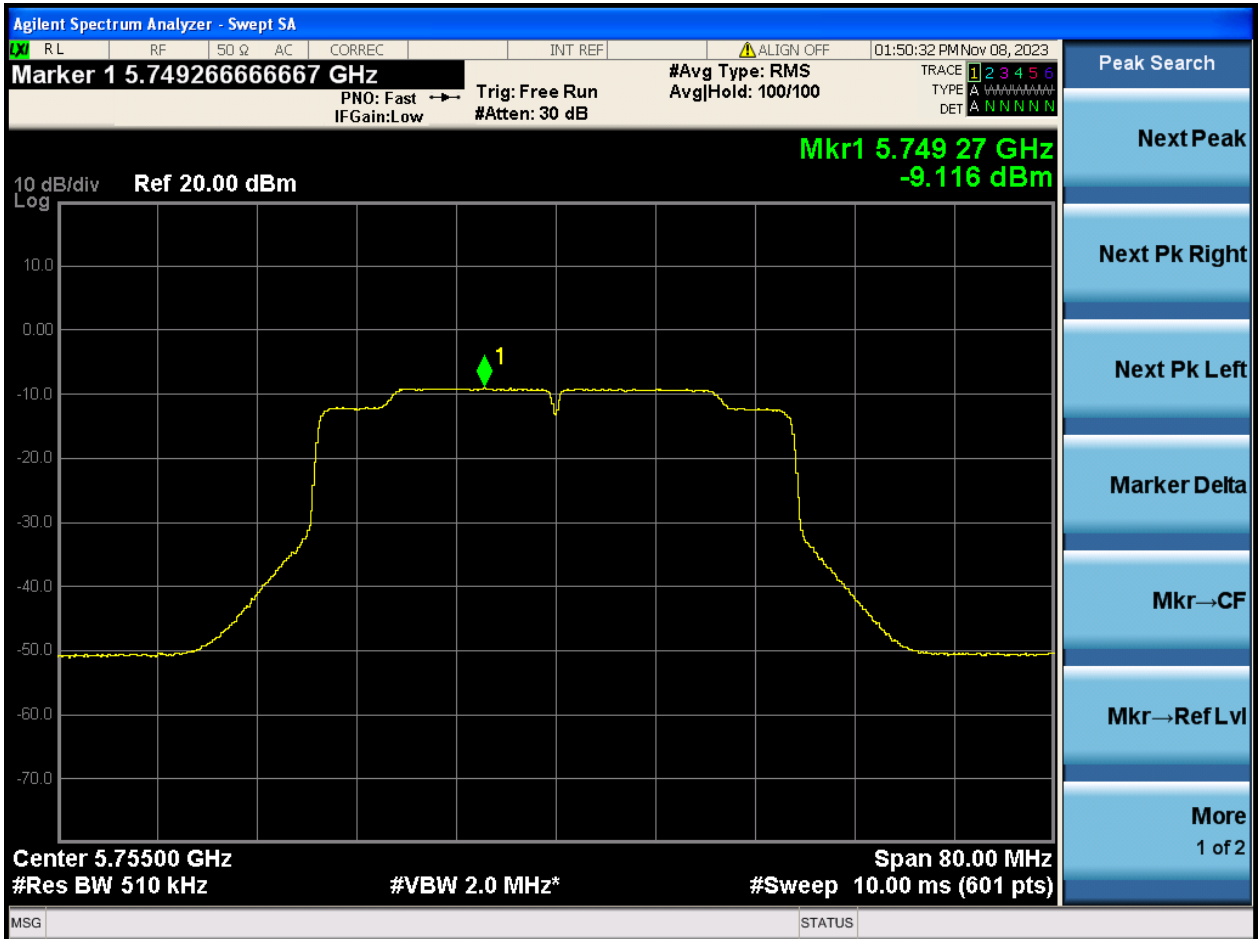 Agilent Spectrum Analyzer - Swept SA
LXI RL RF 50 Ω AC CORREC INT REF ALIGN OFF 01:50:32 PM Nov 08, 2023
Marker 1 5.749266666667 GHz
PNO: Fast
IFGain:Low
Trig: Free Run
#Atten: 30 dB
#Avg Type: RMS
Avg|Hold: 100/100
TRACE 1 2 3 4 5 6
TYPE A WWWWWW
DET A N N N N N
Mkr1 5.749 27 GHz
-9.116 dBm
10 dB/div Ref 20.00 dBm
Log
10.0
0.00
1
-10.0
-20.0
-30.0
-40.0
-50.0
-60.0
-70.0
Center 5.75500 GHz Span 80.00 MHz
#Res BW 510 kHz #VBW 2.0 MHz* #Sweep 10.00 ms (601 pts)
MSG STATUS
Peak Search
Next Peak
Next Pk Right
Next Pk Left
Marker Delta
Mkr→CF
Mkr→Ref Lvl
More
1 of 2